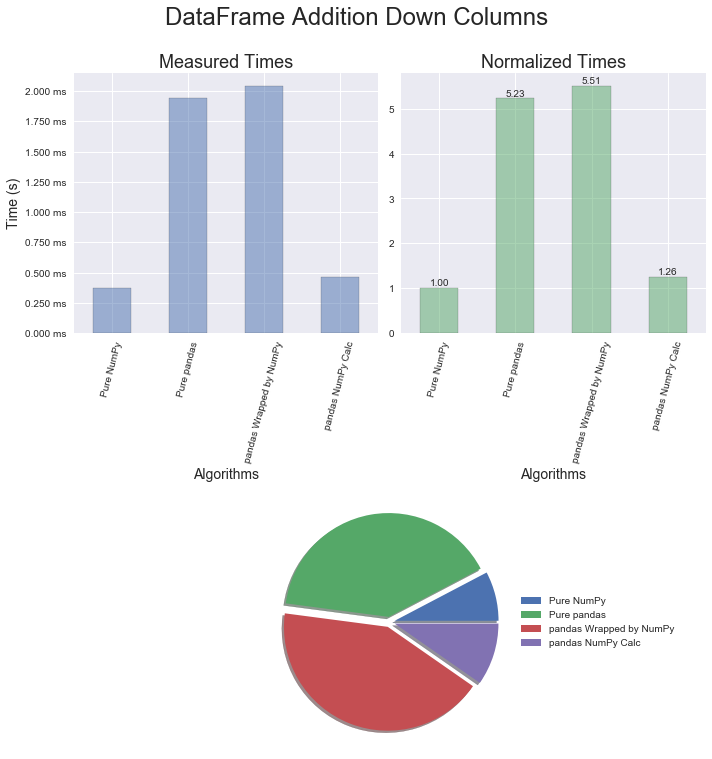 DataFrame Addition Down Columns
Measured Times
Time (s)
2.000 ms
1.750 ms
1.500 ms
1.250 ms
1.000 ms
0.750 ms
0.500 ms
0.250 ms
0.000 ms
Pure NumPy
Pure pandas
pandas Wrapped by NumPy
pandas NumPy Calc
Algorithms
Normalized Times
5
4
3
2
1
0
1.00
5.23
5.51
1.26
Pure NumPy
Pure pandas
pandas Wrapped by NumPy
pandas NumPy Calc
Algorithms
Pure NumPy
Pure pandas
pandas Wrapped by NumPy
pandas NumPy Calc